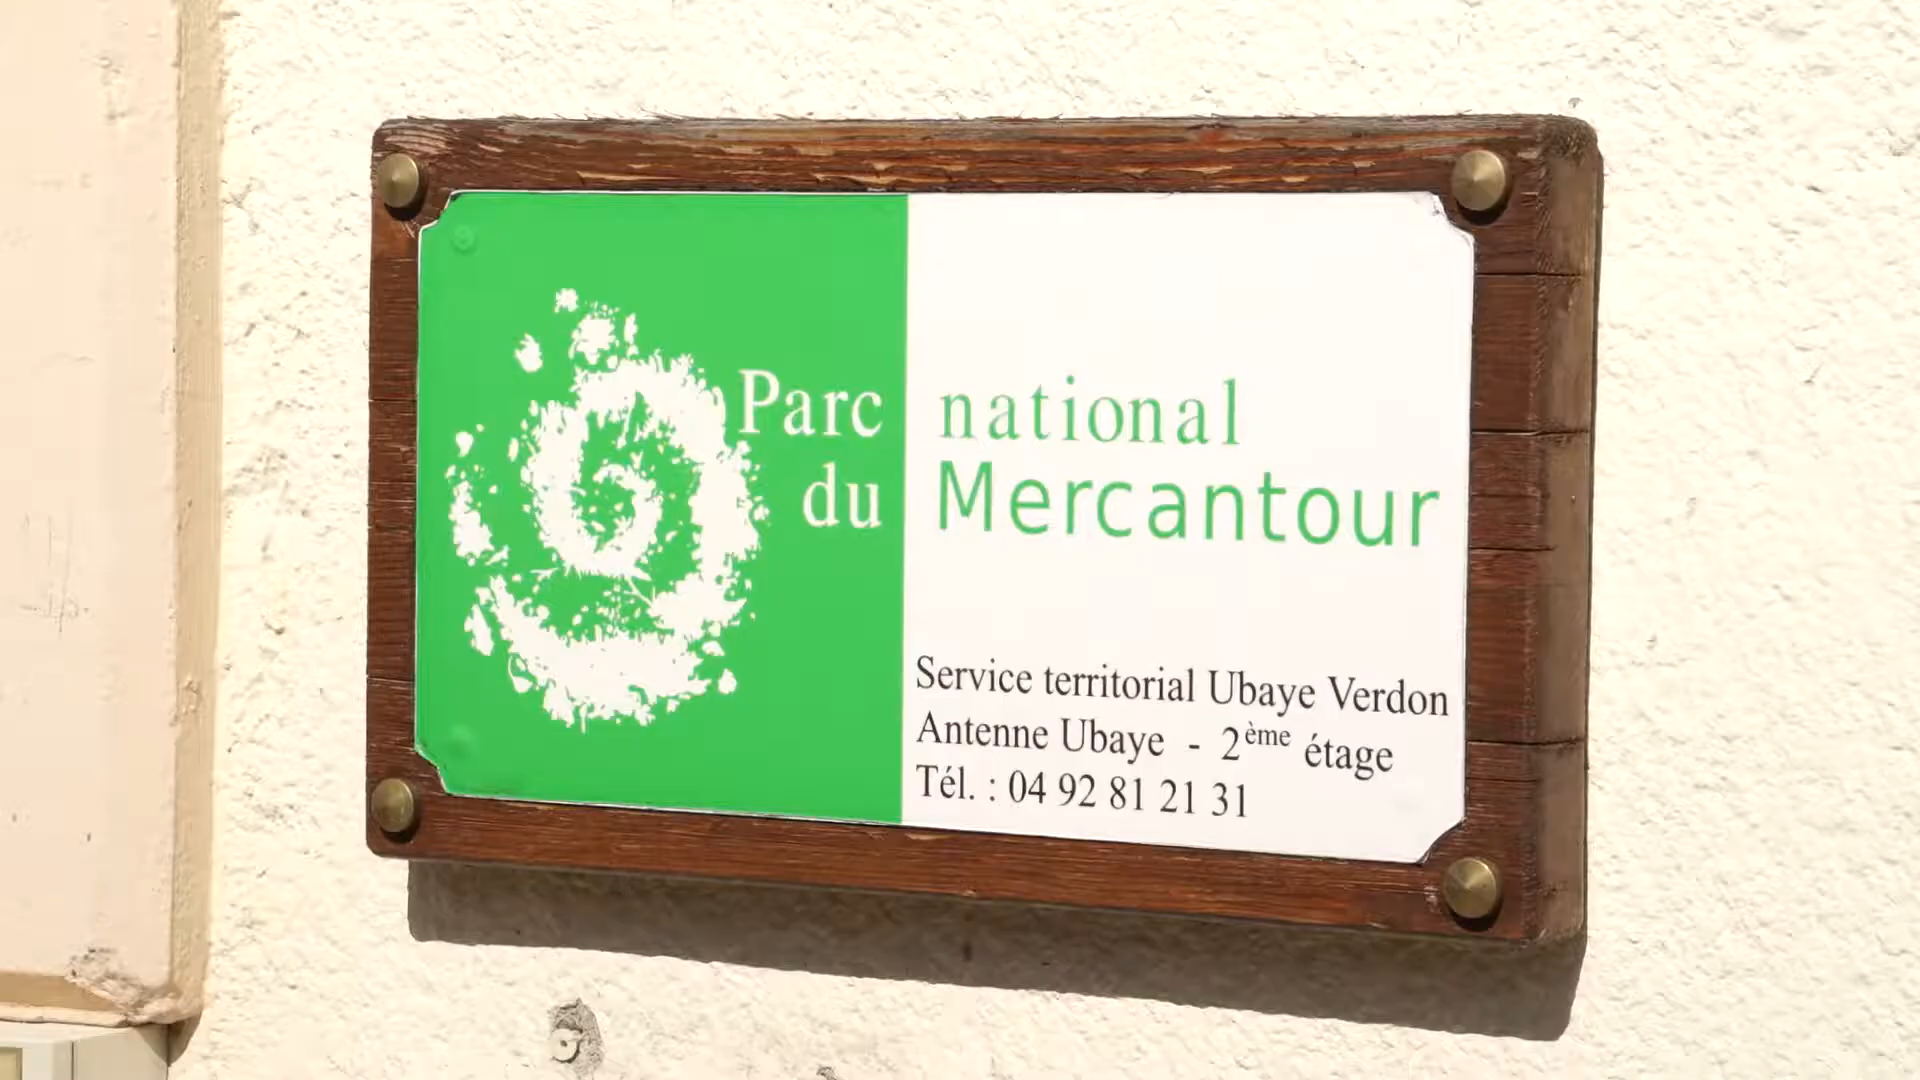 Parc national
du Mercantour
Service territorial Ubaye Verdon
Antenne Ubaye - 2ème étage
Tél. : 04 92 81 21 31